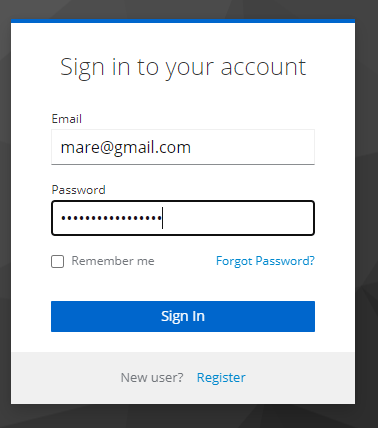 Sign in to your account
Email
mare@gmail.com
Password
•••••••••••••••••
Remember me Forgot Password?
Sign In
New user? Register